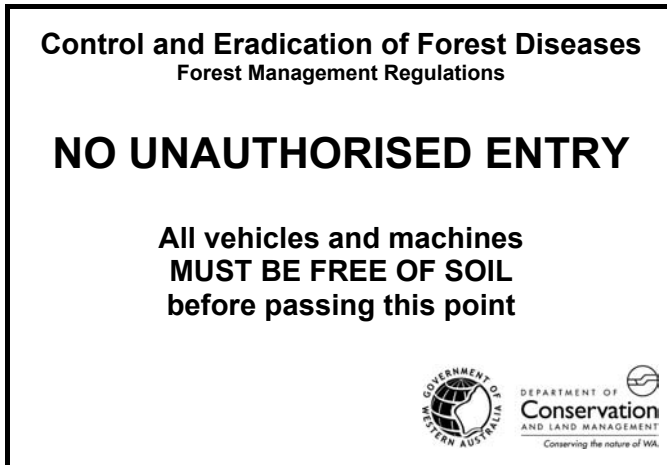 Control and Eradication of Forest Diseases
Forest Management Regulations
NO UNAUTHORISED ENTRY
All vehicles and machines
MUST BE FREE OF SOIL
before passing this point
GOVERNMENT OF
WESTERN AUSTRALIA
DEPARTMENT OF
Conservation
AND LAND MANAGEMENT
Conserving the nature of WA.